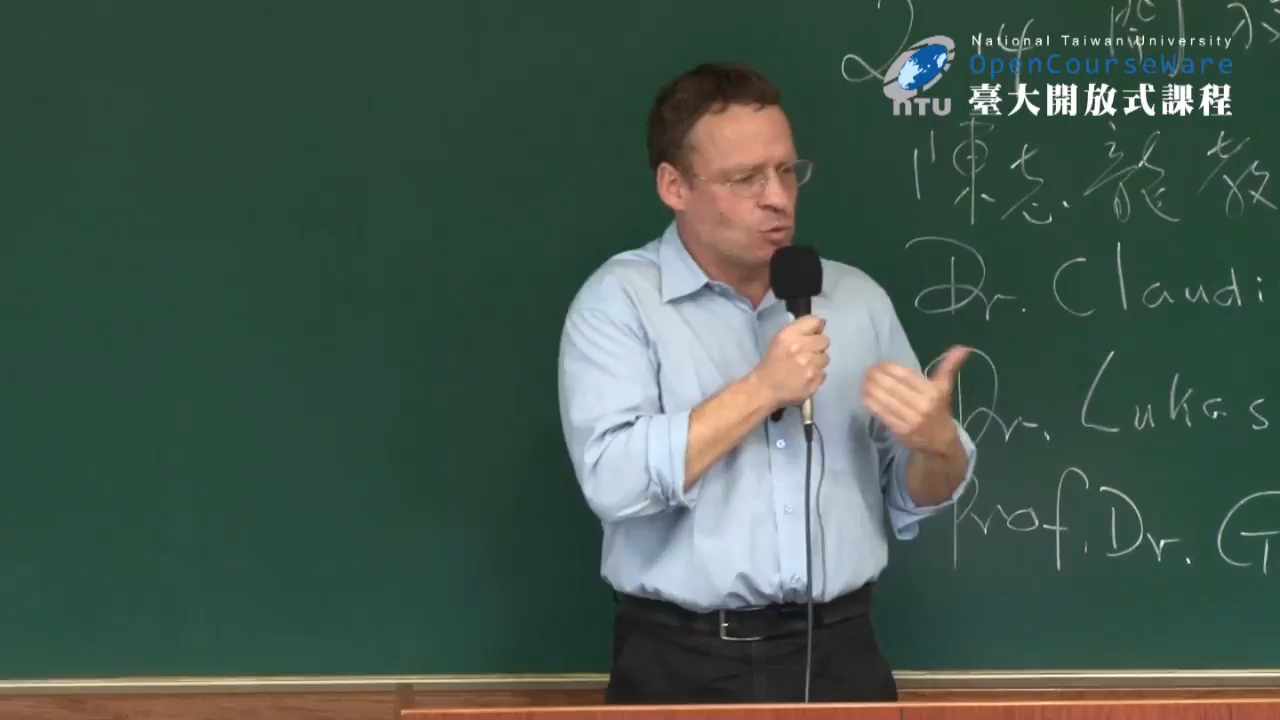 National Taiwan University
OpenCourseWare
NTU
臺大開放式課程
陳志龍教
Dr. Claudi
Dr. Lukas
Prof. Dr. G